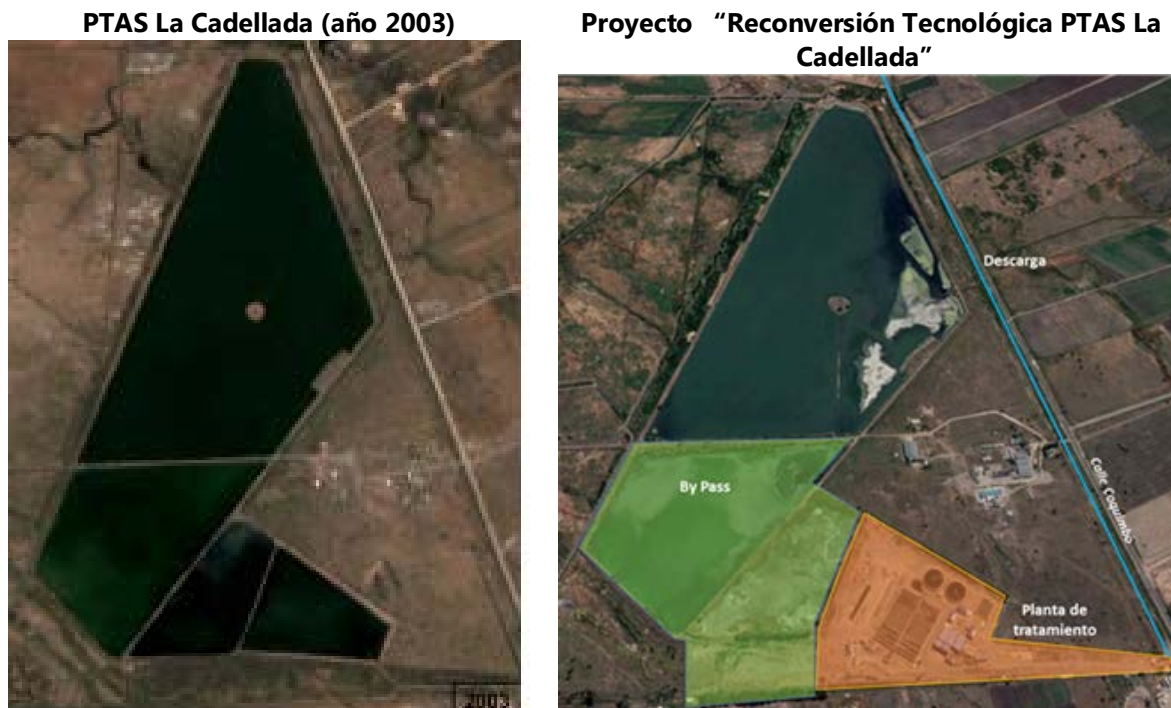 PTAS La Cadellada (año 2003)
Proyecto “Reconversión Tecnológica PTAS La
Cadellada”
Descarga
By Pass
Calle Coquimbo
Planta de
tratamiento
2003